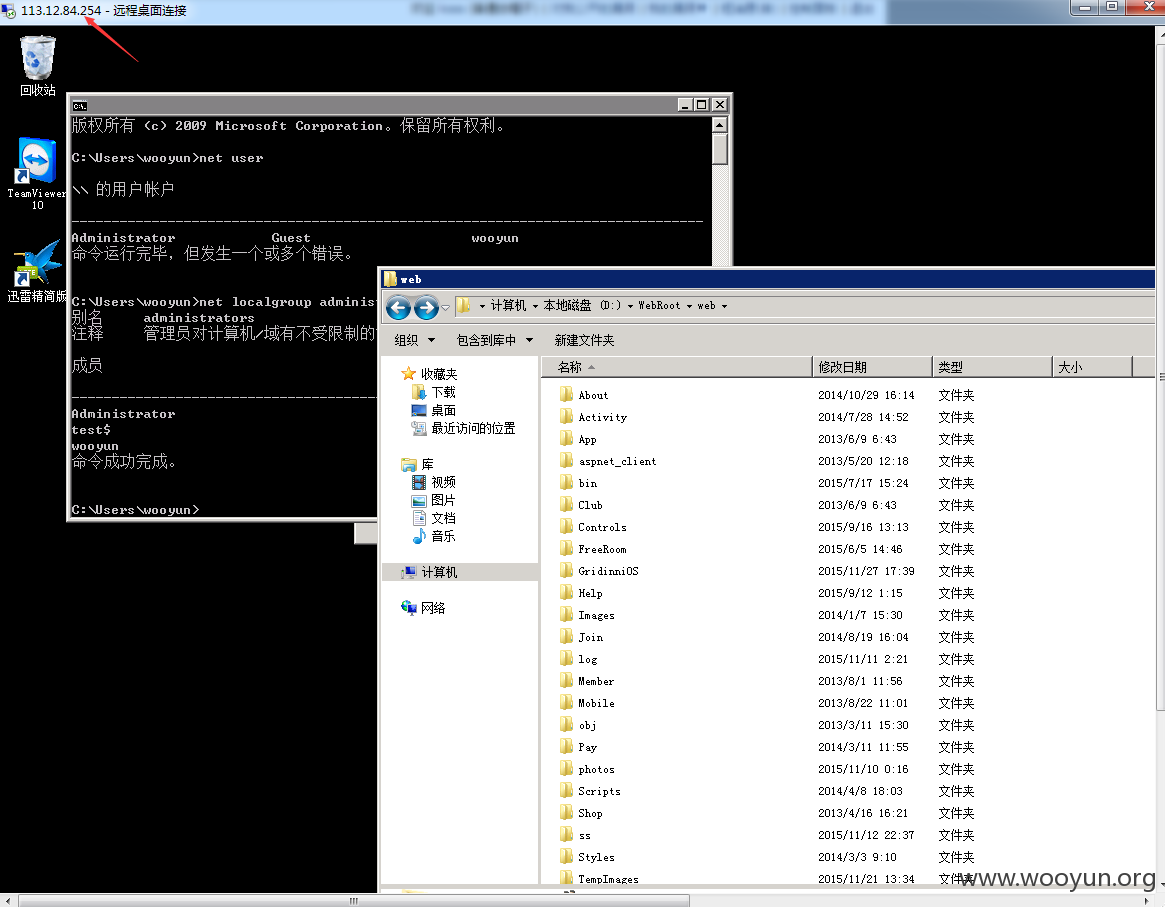 113.12.84.254 - 远程桌面连接
回收站
TeamViewer
10
迅雷精简版
C:\.
版权所有 (c) 2009 Microsoft Corporation。保留所有权利。
C:\Users\wooyun>net user
\\ 的用户帐户
-------------------------------------------------------------------------------
Administrator Guest wooyun
命令运行完毕，但发生一个或多个错误。
C:\Users\wooyun>net localgroup adminis
别名 administrators
注释 管理员对计算机/域有不受限制的
成员
-------------------------------------------------------------------------------
Administrator
test$
wooyun
命令成功完成。
C:\Users\wooyun>
web
计算机 本地磁盘 (D:) WebRoot web
组织 包含到库中 新建文件夹
收藏夹
下载
桌面
最近访问的位置
库
视频
图片
文档
音乐
计算机
网络
名称 修改日期 类型 大小
About 2014/10/29 16:14 文件夹
Activity 2014/7/28 14:52 文件夹
App 2013/6/9 6:43 文件夹
aspnet_client 2013/5/20 12:18 文件夹
bin 2015/7/17 15:24 文件夹
Club 2013/6/9 6:43 文件夹
Controls 2015/9/16 13:13 文件夹
FreeRoom 2015/6/5 14:46 文件夹
GridinniOS 2015/11/27 17:39 文件夹
Help 2015/9/12 1:15 文件夹
Images 2014/1/7 15:30 文件夹
Join 2014/8/19 16:04 文件夹
log 2015/11/11 2:21 文件夹
Member 2013/8/1 11:56 文件夹
Mobile 2013/8/22 11:01 文件夹
obj 2013/3/11 15:30 文件夹
Pay 2014/3/11 11:55 文件夹
photos 2015/11/10 0:16 文件夹
Scripts 2014/4/8 18:03 文件夹
Shop 2013/4/16 16:21 文件夹
ss 2015/11/12 22:37 文件夹
Styles 2014/3/3 9:10 文件夹
TempImages 2015/11/21 13:34 文件夹
www.wooyun.org